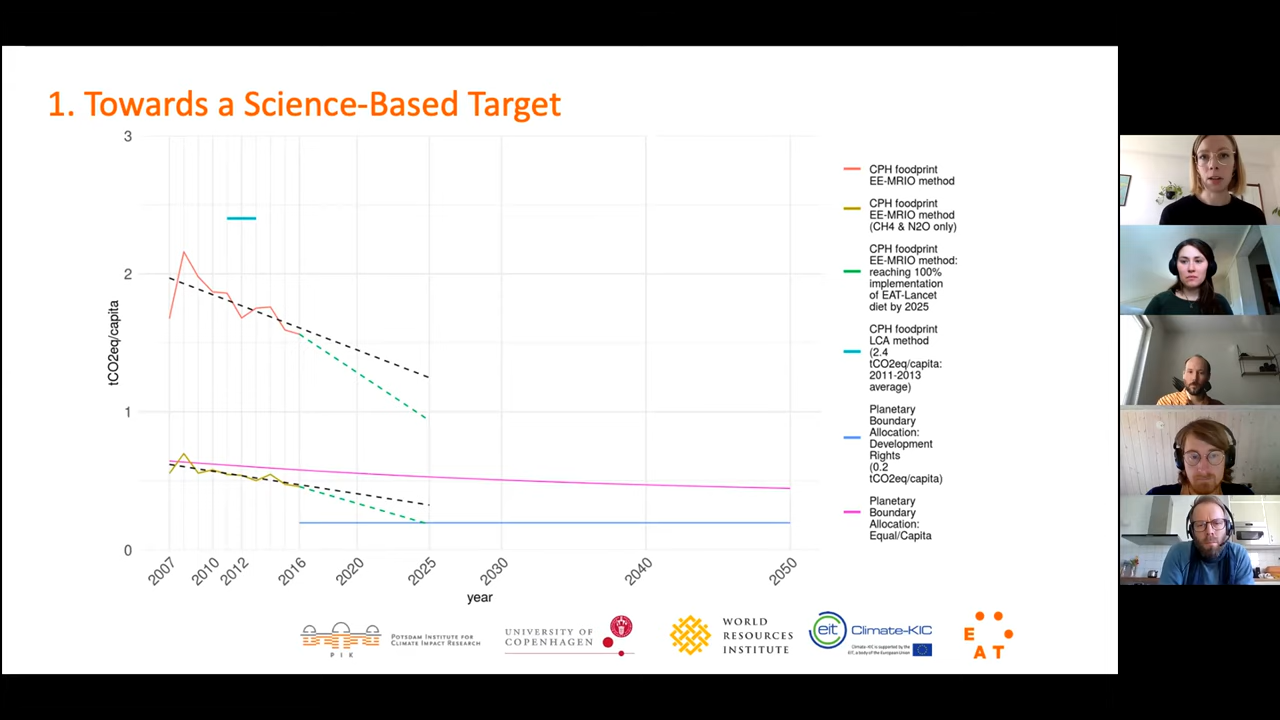 1. Towards a Science-Based Target
3
2
1
0
tCO2eq/capita
2007
2010
2012
2016
2020
2025
2030
2040
2050
year
CPH foodprint
EE-MRIO method
CPH foodprint
EE-MRIO method
(CH4 & N2O only)
CPH foodprint
EE-MRIO method:
reaching 100%
implementation
of EAT-Lancet
diet by 2025
CPH foodprint
LCA method
(2.4
tCO2eq/capita:
2011-2013
average)
Planetary
Boundary
Allocation:
Development
Rights
(0.2
tCO2eq/capita)
Planetary
Boundary
Allocation:
Equal/Capita
PIK
POTSDAM INSTITUTE FOR
CLIMATE IMPACT RESEARCH
UNIVERSITY OF
COPENHAGEN
WORLD
RESOURCES
INSTITUTE
eit Climate-KIC
Climate-KIC is supported by the
EIT, a body of the European Union
E
A T